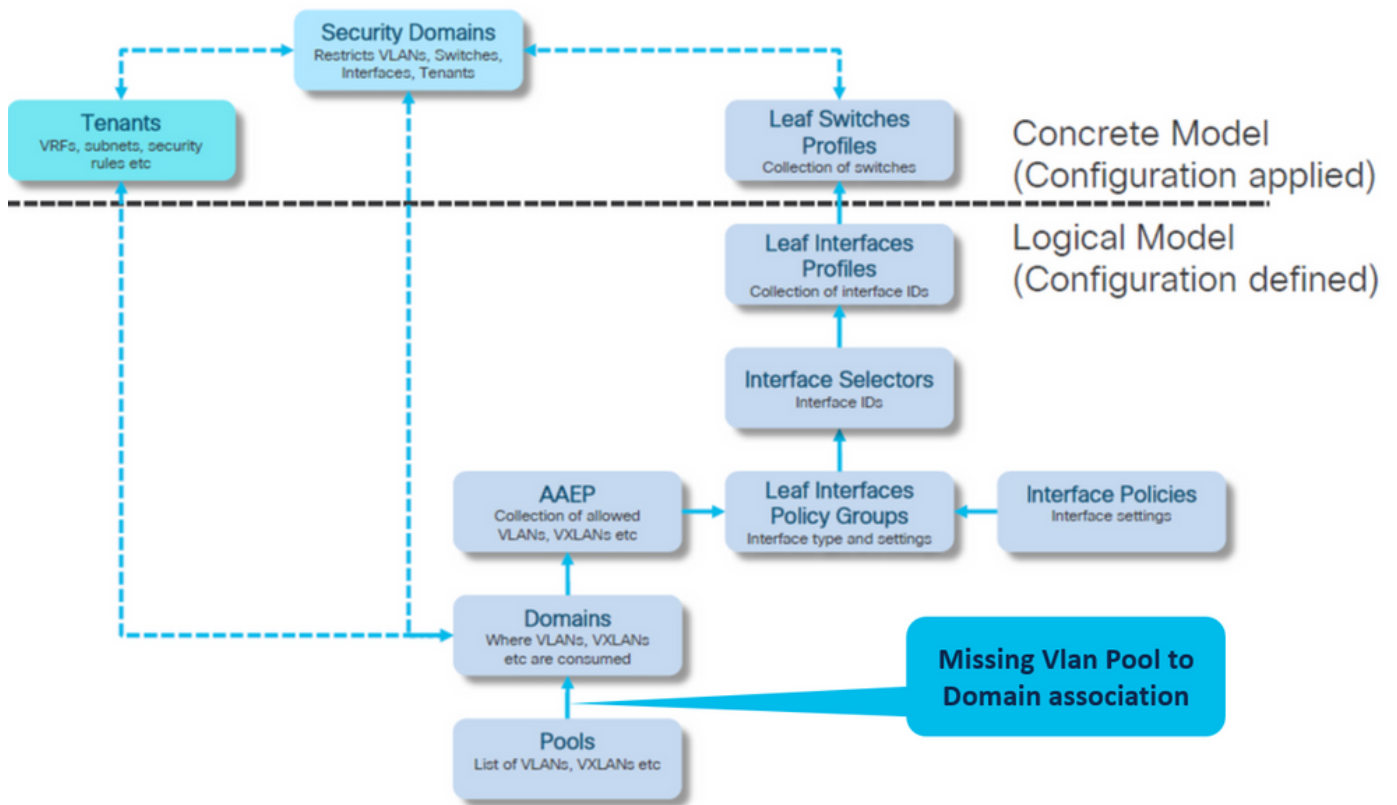 Security Domains
Restricts VLANs, Switches,
Interfaces, Tenants
Tenants
VRFs, subnets, security
rules etc
Leaf Switches
Profiles
Collection of switches
Concrete Model
(Configuration applied)
Logical Model
(Configuration defined)
Leaf Interfaces
Profiles
Collection of interface IDs
Interface Selectors
Interface IDs
AAEP
Collection of allowed
VLANs, VXLANs etc
Leaf Interfaces
Policy Groups
Interface type and settings
Interface Policies
Interface settings
Domains
Where VLANs, VXLANs
etc are consumed
Missing Vlan Pool to
Domain association
Pools
List of VLANs, VXLANs etc